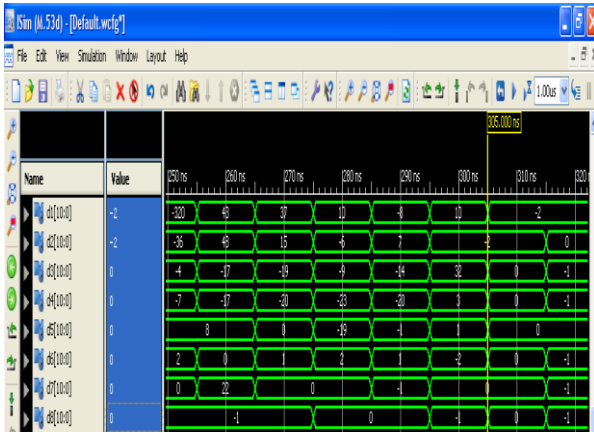 ISim (M.53d) - [Default.wcfg*]
File Edit View Simulation Window Layout Help
1.00us
305.000 ns
Name Value 250 ns 260 ns 270 ns 280 ns 290 ns 300 ns 310 ns 320
d1[10:0] -2 -320 43 37 10 -8 10 -2
d2[10:0] -2 -36 43 15 -6 7 -2 0
d3[10:0] 0 -4 -17 -19 -9 -14 32 0 -1
d4[10:0] 0 -7 -17 -20 -23 -20 3 0 -1
d5[10:0] 0 8 0 -19 -1 1 0
d6[10:0] 0 2 0 1 2 1 -2 0 -1
d7[10:0] 0 0 22 0 -1 0 -1
d8[10:0] 0 -1 0 -1 0 -1